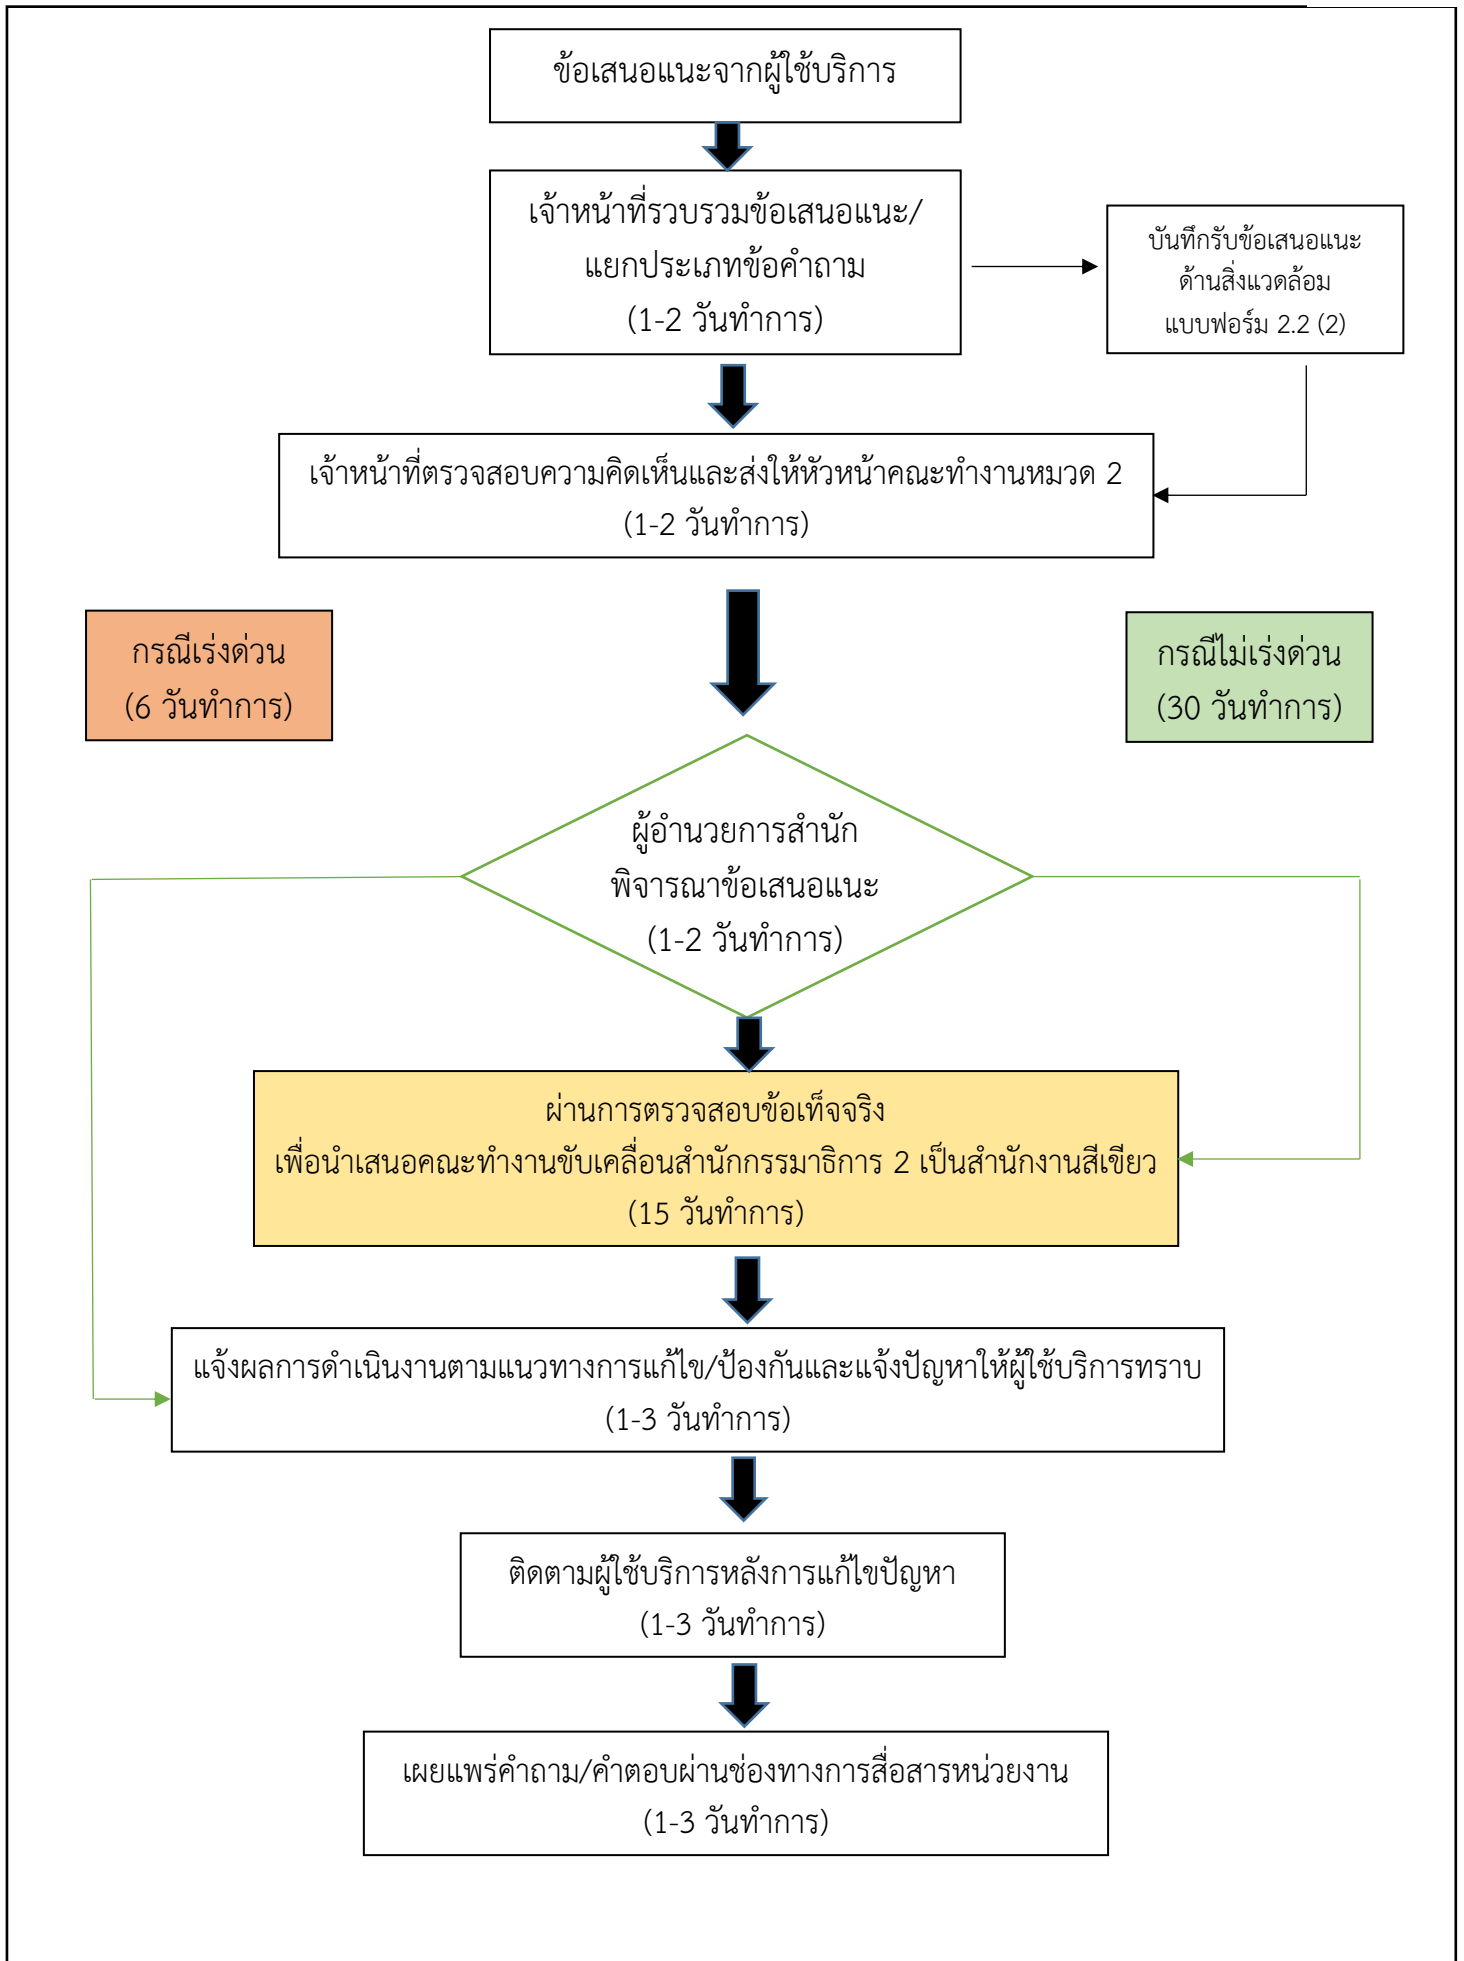 ข้อเสนอแนะจากผู้ใช้บริการ
เจ้าหน้าที่รวบรวมข้อเสนอแนะ/
แยกประเภทข้อคำถาม
(1-2 วันทำการ)
บันทึกรับข้อเสนอแนะ
ด้านสิ่งแวดล้อม
แบบฟอร์ม 2.2 (2)
เจ้าหน้าที่ตรวจสอบความคิดเห็นและส่งให้หัวหน้าคณะทำงานหมวด 2
(1-2 วันทำการ)
กรณีเร่งด่วน
(6 วันทำการ)
กรณีไม่เร่งด่วน
(30 วันทำการ)
ผู้อำนวยการสำนัก
พิจารณาข้อเสนอแนะ
(1-2 วันทำการ)
ผ่านการตรวจสอบข้อเท็จจริง
เพื่อนำเสนอคณะทำงานขับเคลื่อนสำนักกรรมาธิการ 2 เป็นสำนักงานสีเขียว
(15 วันทำการ)
แจ้งผลการดำเนินงานตามแนวทางการแก้ไข/ป้องกันและแจ้งปัญหาให้ผู้ใช้บริการทราบ
(1-3 วันทำการ)
ติดตามผู้ใช้บริการหลังการแก้ไขปัญหา
(1-3 วันทำการ)
เผยแพร่คำถาม/คำตอบผ่านช่องทางการสื่อสารหน่วยงาน
(1-3 วันทำการ)